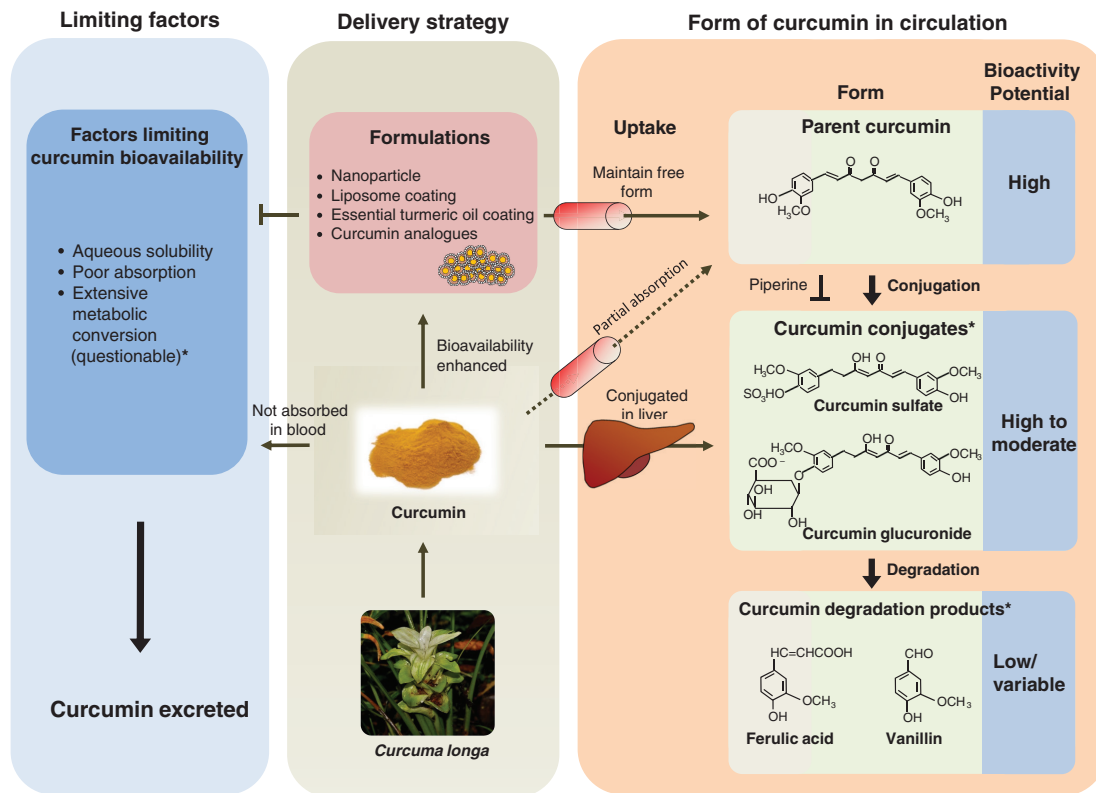 Limiting factors
Factors limiting
curcumin bioavailability
• Aqueous solubility
• Poor absorption
• Extensive
metabolic
conversion
(questionable)*
Curcumin excreted
Delivery strategy
Formulations
• Nanoparticle
• Liposome coating
• Essential turmeric oil coating
• Curcumin analogues
Bioavailability
enhanced
Not absorbed
in blood
Curcumin
Curcuma longa
Form of curcumin in circulation
Uptake
Maintain free
form
Partial absorption
Conjugated
in liver
Form
Bioactivity
Potential
Parent curcumin
O O
HO
OCH₃
OCH₃
OH
High
Piperine
Conjugation
Curcumin conjugates*
OH O
H₃CO
OCH₃
SO₃HO
OH
Curcumin sulfate
OH O
H₃CO
OCH₃
COO⁻
O
OH
OH
OH
OH
Curcumin glucuronide
High to
moderate
Degradation
Curcumin degradation products*
HC=CHCOOH
OCH₃
OH
Ferulic acid
CHO
OCH₃
OH
Vanillin
Low/
variable